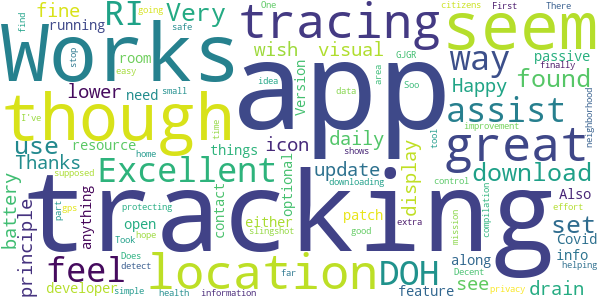 citizens
going
One
find
fine
RI
Very
running
stop
tracing
There
First
safe
seem
Works
app
way
wish
visual
room
easy
GJGR
idea
finally
passive
lower
need
Version
area
Soo
Happy
found
small
data
neighborhood
though
I've
time
icon
assist
use
resource
things
optional
daily
tool
improvement
great
Thanks
home
shows
Excellent
update
downloading
display
control
download
supposed
tracking
battery
principle
anything
part
gps
contact
either
patch
extra
mission
compilation
Also
effort
set
protecting
open
slingshot
good
along
Covid
Took
hope
Does
detect
feel
location
DOH
see
info
helping
developer
simple
health
information
far
feature
Decent
privacy
drain